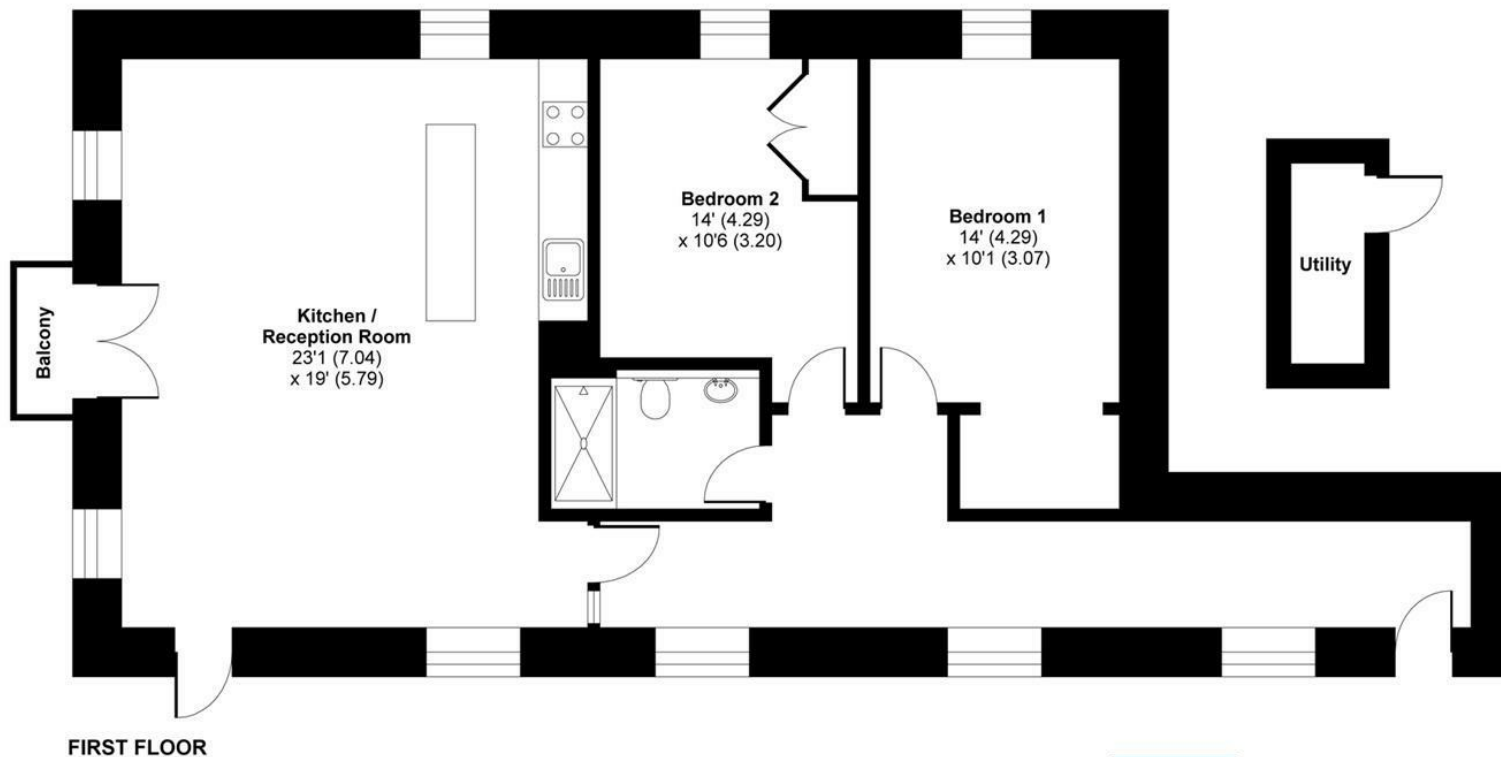 Balcony
Kitchen /
Reception Room
23'1 (7.04)
x 19' (5.79)
Bedroom 2
14' (4.29)
x 10'6 (3.20)
Bedroom 1
14' (4.29)
x 10'1 (3.07)
Utility
FIRST FLOOR